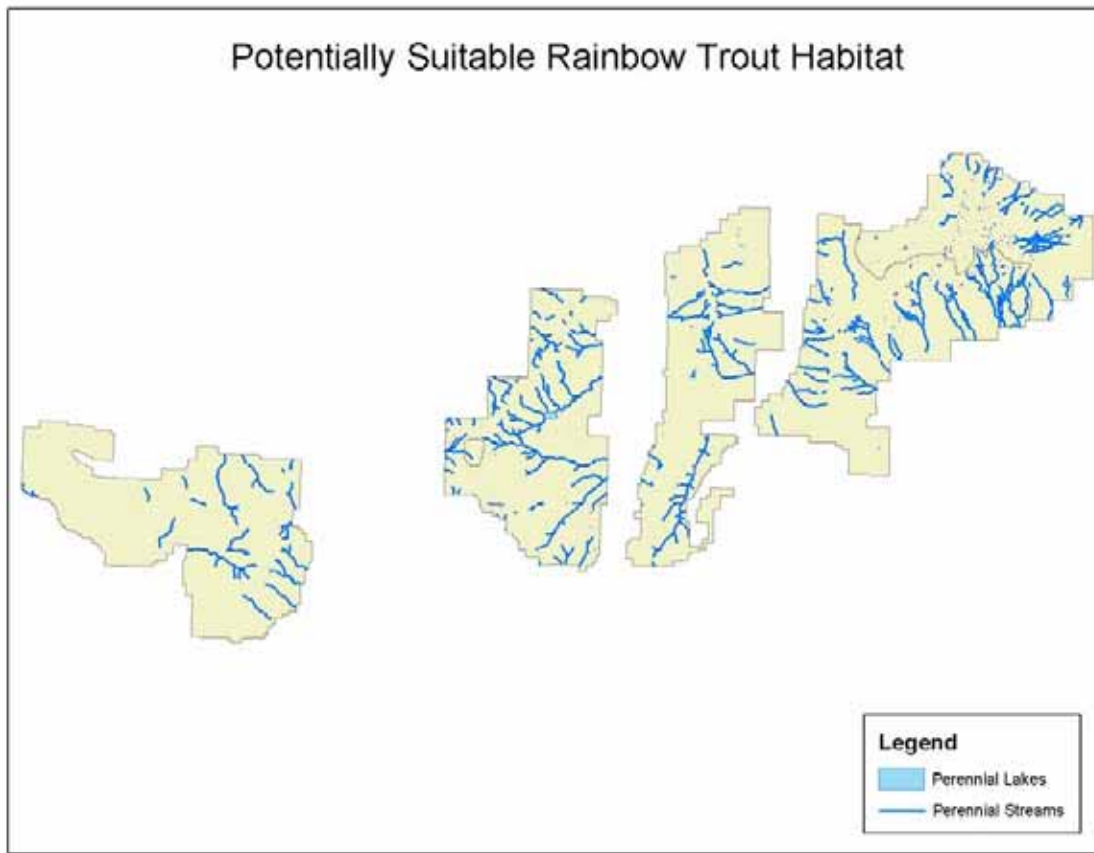 Potentially Suitable Rainbow Trout Habitat
Legend
Perennial Lakes
Perennial Streams